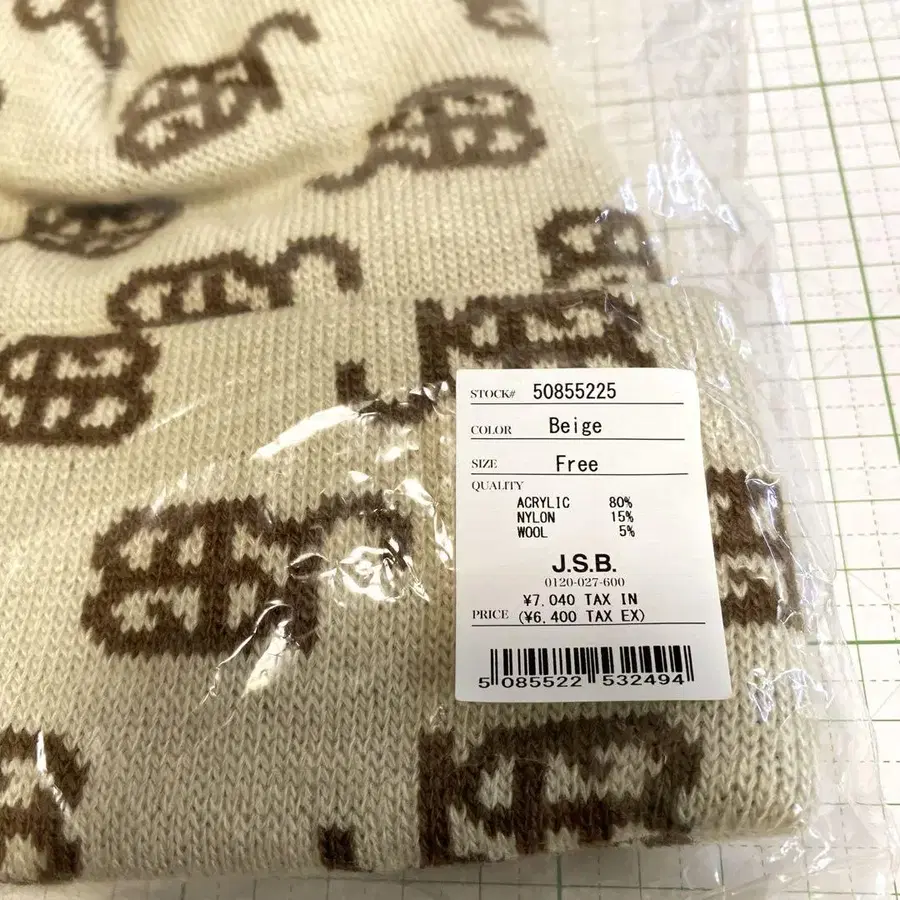 STOCK# 50855225
COLOR Beige
SIZE Free
QUALITY
ACRYLIC 80%
NYLON 15%
WOOL 5%
J.S.B.
0120-027-600
¥7,040 TAX IN
PRICE (¥6,400 TAX EX)
5 085522 532494